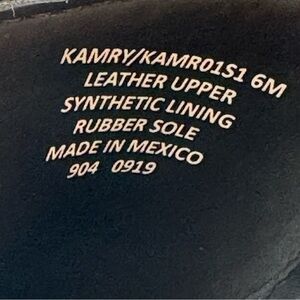 KAMRY/KAMR01S1 6M
LEATHER UPPER
SYNTHETIC LINING
RUBBER SOLE
MADE IN MEXICO
904 0919